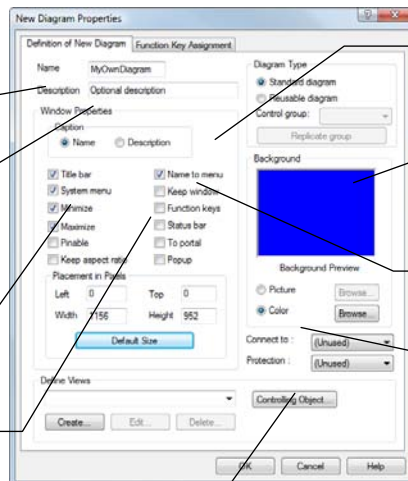 New Diagram Properties
Definition of New Diagram Function Key Assignment
Name MyOwnDiagram
Description Optional description
Window Properties
Caption
Name Description
Title bar Name to menu
System menu Keep window
Minimize Function keys
Maximize Status bar
Pinable To portal
Keep aspect ratio Popup
Placement in Pixels
Left 0 Top 0
Width 1156 Height 952
Default Size
Diagram Type
Standard diagram
Reusable diagram
Control group:
Replicate group
Background
Background Preview
Picture Browse...
Color Browse...
Connect to : (Unused)
Protection : (Unused)
Define Views
Controlling Object...
Create... Edit... Delete...
OK Cancel Help